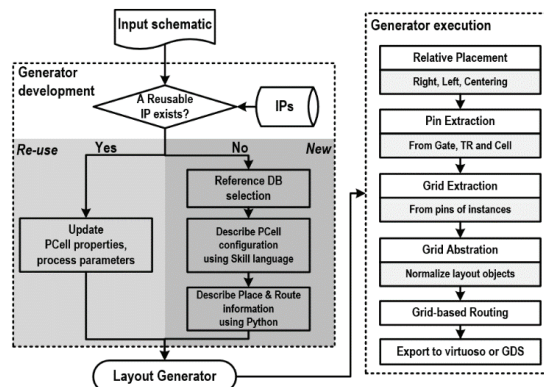 Input schematic
Generator
development
A Reusable
IP exists?
IPs
Re-use
Yes
No
New
Reference DB
selection
Update
PCell properties,
process parameters
Describe PCell
configuration
using Skill language
Describe Place & Route
information
using Python
Layout Generator
Generator execution
Relative Placement
Right, Left, Centering
Pin Extraction
From Gate, TR and Cell
Grid Extraction
From pins of instances
Grid Abstration
Normalize layout objects
Grid-based Routing
Export to virtuoso or GDS